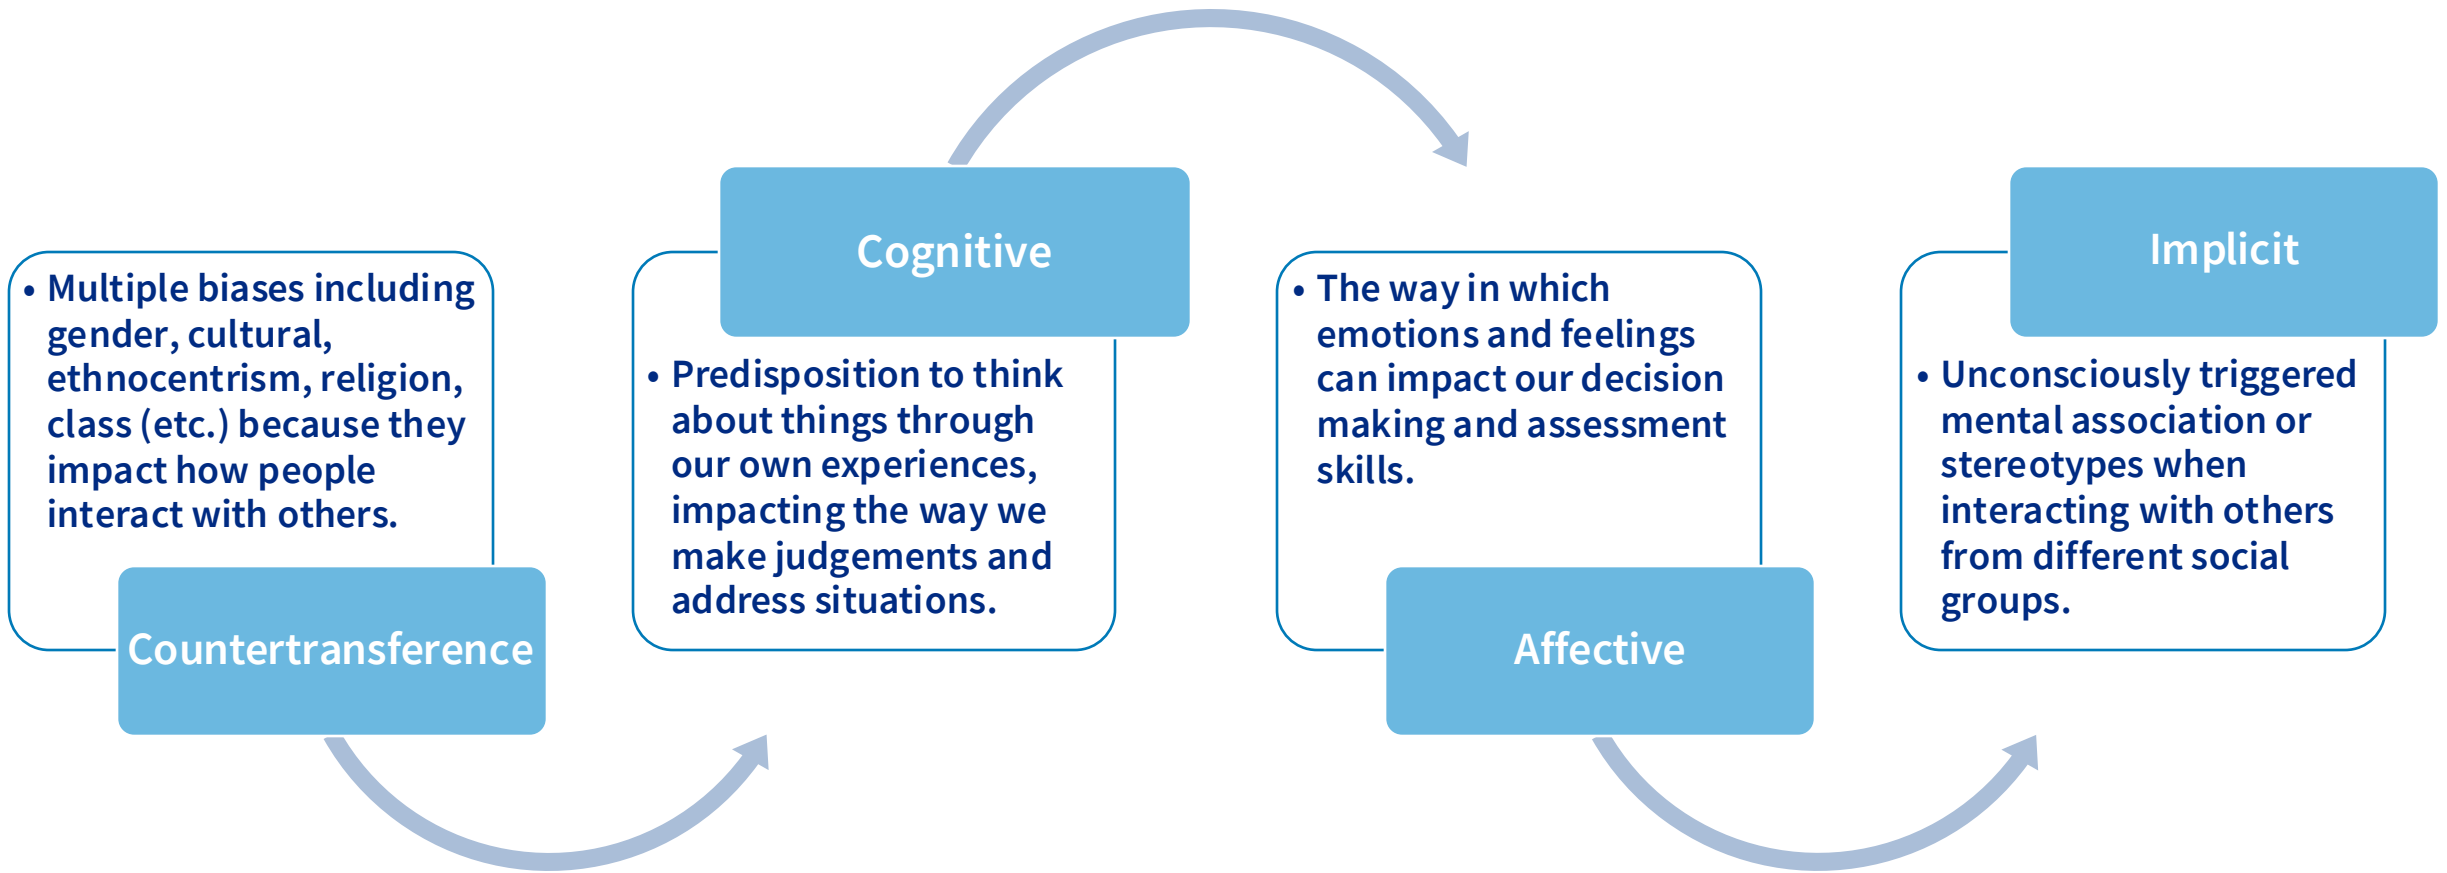 • Multiple biases including
gender, cultural,
ethnocentrism, religion,
class (etc.) because they
impact how people
interact with others.
Countertransference
Cognitive
• Predisposition to think
about things through
our own experiences,
impacting the way we
make judgements and
address situations.
• The way in which
emotions and feelings
can impact our decision
making and assessment
skills.
Affective
Implicit
• Unconsciously triggered
mental association or
stereotypes when
interacting with others
from different social
groups.